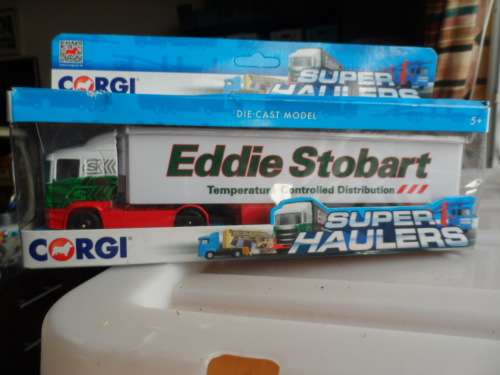 CORGI
SUPER
HAULERS
DIE-CAST MODEL
5+
Eddie Stobart
Temperature Controlled Distribution
CORGI
SUPER
HAULERS